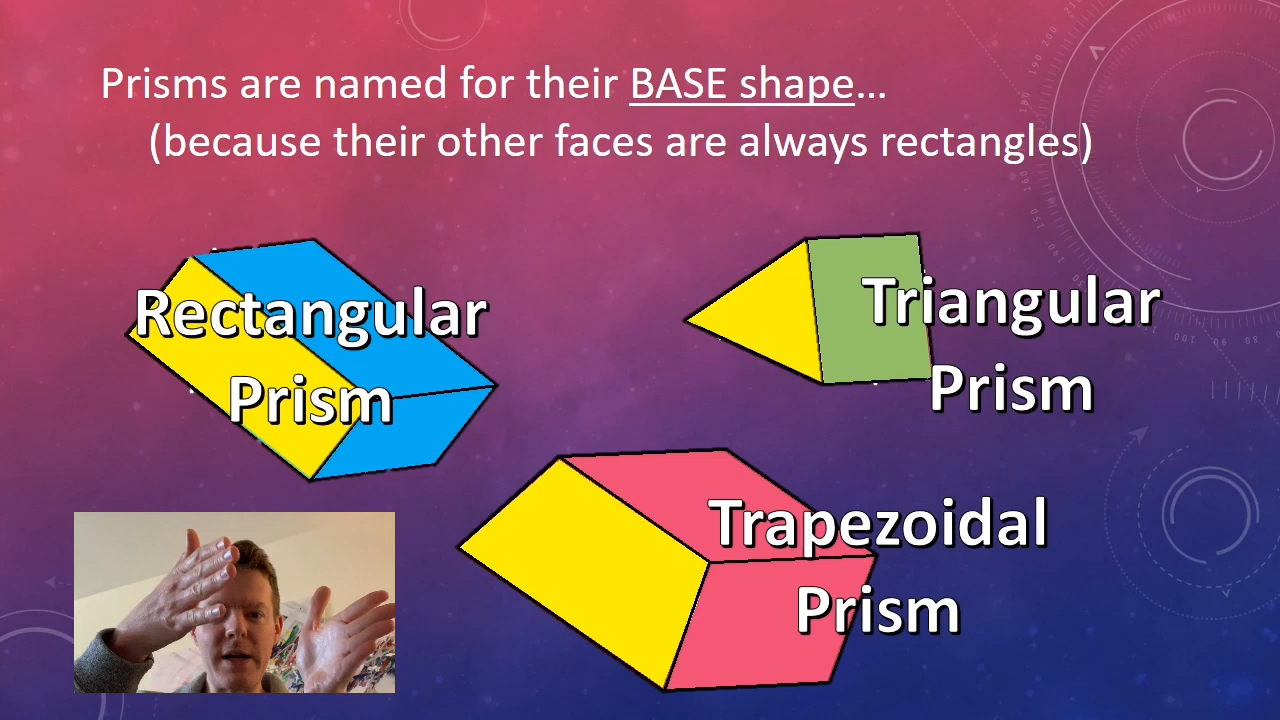 Prisms are named for their BASE shape…
(because their other faces are always rectangles)
Rectangular
Prism
Triangular
Prism
Trapezoidal
Prism